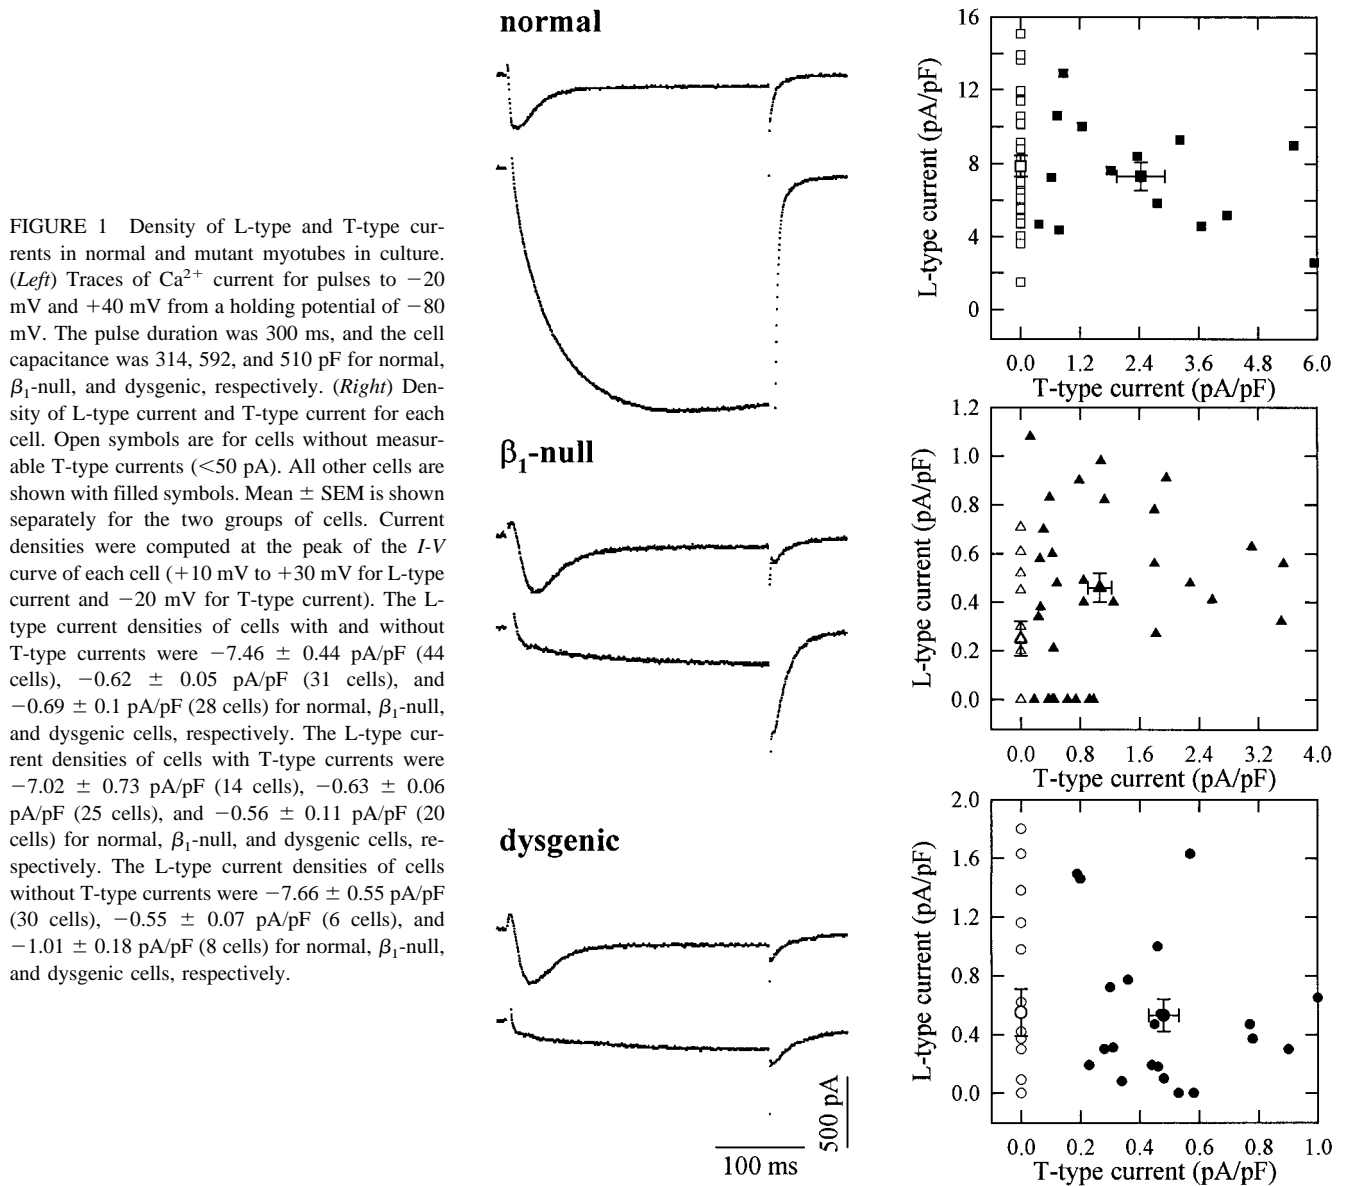 FIGURE 1 Density of L-type and T-type cur-
rents in normal and mutant myotubes in culture.
(Left) Traces of Ca2+ current for pulses to −20
mV and +40 mV from a holding potential of −80
mV. The pulse duration was 300 ms, and the cell
capacitance was 314, 592, and 510 pF for normal,
β1-null, and dysgenic, respectively. (Right) Den-
sity of L-type current and T-type current for each
cell. Open symbols are for cells without measur-
able T-type currents (<50 pA). All other cells are
shown with filled symbols. Mean ± SEM is shown
separately for the two groups of cells. Current
densities were computed at the peak of the I-V
curve of each cell (+10 mV to +30 mV for L-type
current and −20 mV for T-type current). The L-
type current densities of cells with and without
T-type currents were −7.46 ± 0.44 pA/pF (44
cells), −0.62 ± 0.05 pA/pF (31 cells), and
−0.69 ± 0.1 pA/pF (28 cells) for normal, β1-null,
and dysgenic cells, respectively. The L-type cur-
rent densities of cells with T-type currents were
−7.02 ± 0.73 pA/pF (14 cells), −0.63 ± 0.06
pA/pF (25 cells), and −0.56 ± 0.11 pA/pF (20
cells) for normal, β1-null, and dysgenic cells, re-
spectively. The L-type current densities of cells
without T-type currents were −7.66 ± 0.55 pA/pF
(30 cells), −0.55 ± 0.07 pA/pF (6 cells), and
−1.01 ± 0.18 pA/pF (8 cells) for normal, β1-null,
and dysgenic cells, respectively.
normal
β1-null
dysgenic
500 pA
100 ms
L-type current (pA/pF)
16
12
8
4
0
0.0 1.2 2.4 3.6 4.8 6.0
T-type current (pA/pF)
L-type current (pA/pF)
1.2
1.0
0.8
0.6
0.4
0.2
0.0
0.0 0.8 1.6 2.4 3.2 4.0
T-type current (pA/pF)
L-type current (pA/pF)
2.0
1.6
1.2
0.8
0.4
0.0
0.0 0.2 0.4 0.6 0.8 1.0
T-type current (pA/pF)